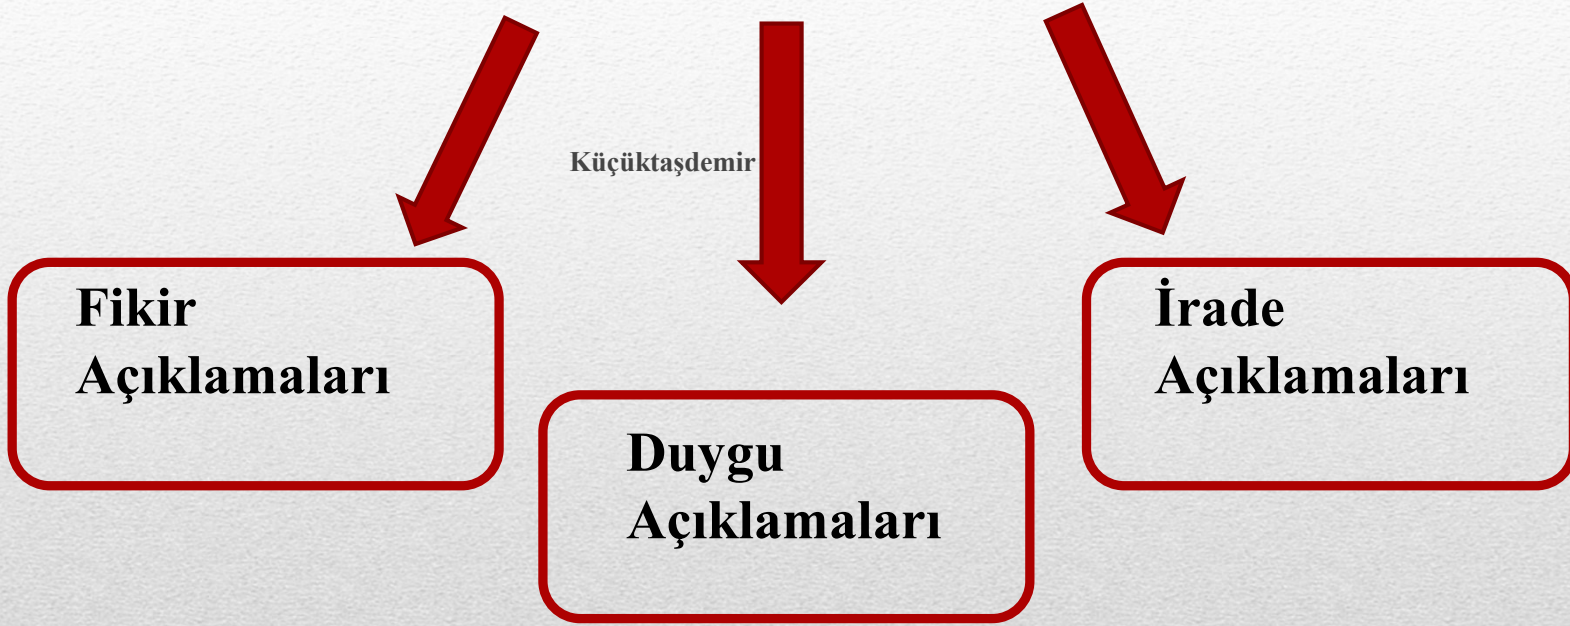 Küçüktaşdemir
Fikir
Açıklamaları
Duygu
Açıklamaları
İrade
Açıklamaları